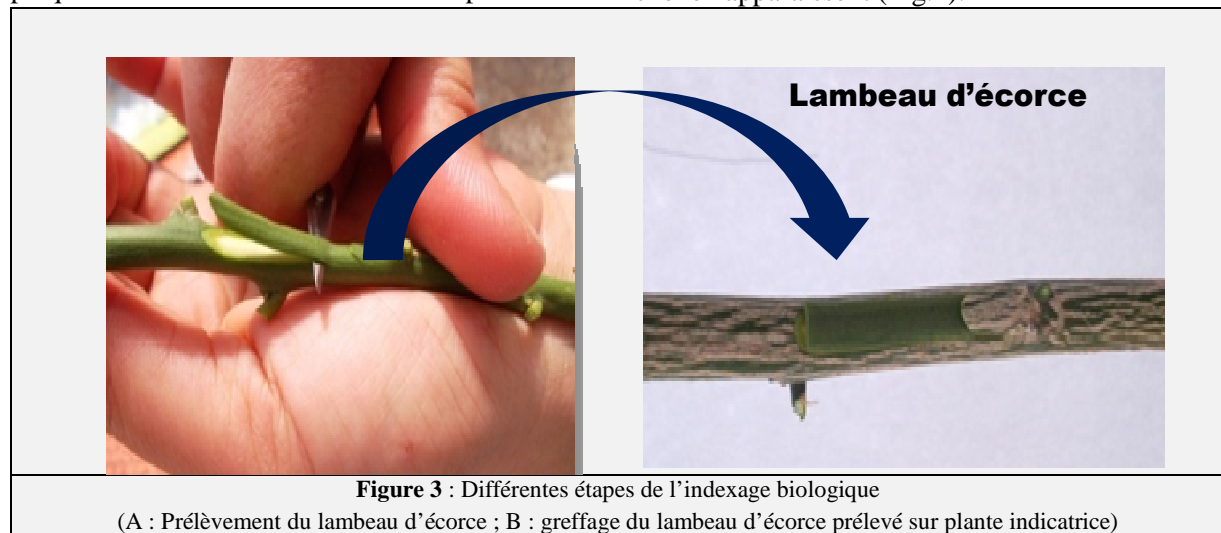 Lambeau d’écorce
Figure 3 : Différentes étapes de l’indexage biologique
(A : Prélèvement du lambeau d’écorce ; B : greffage du lambeau d’écorce prélevé sur plante indicatrice)